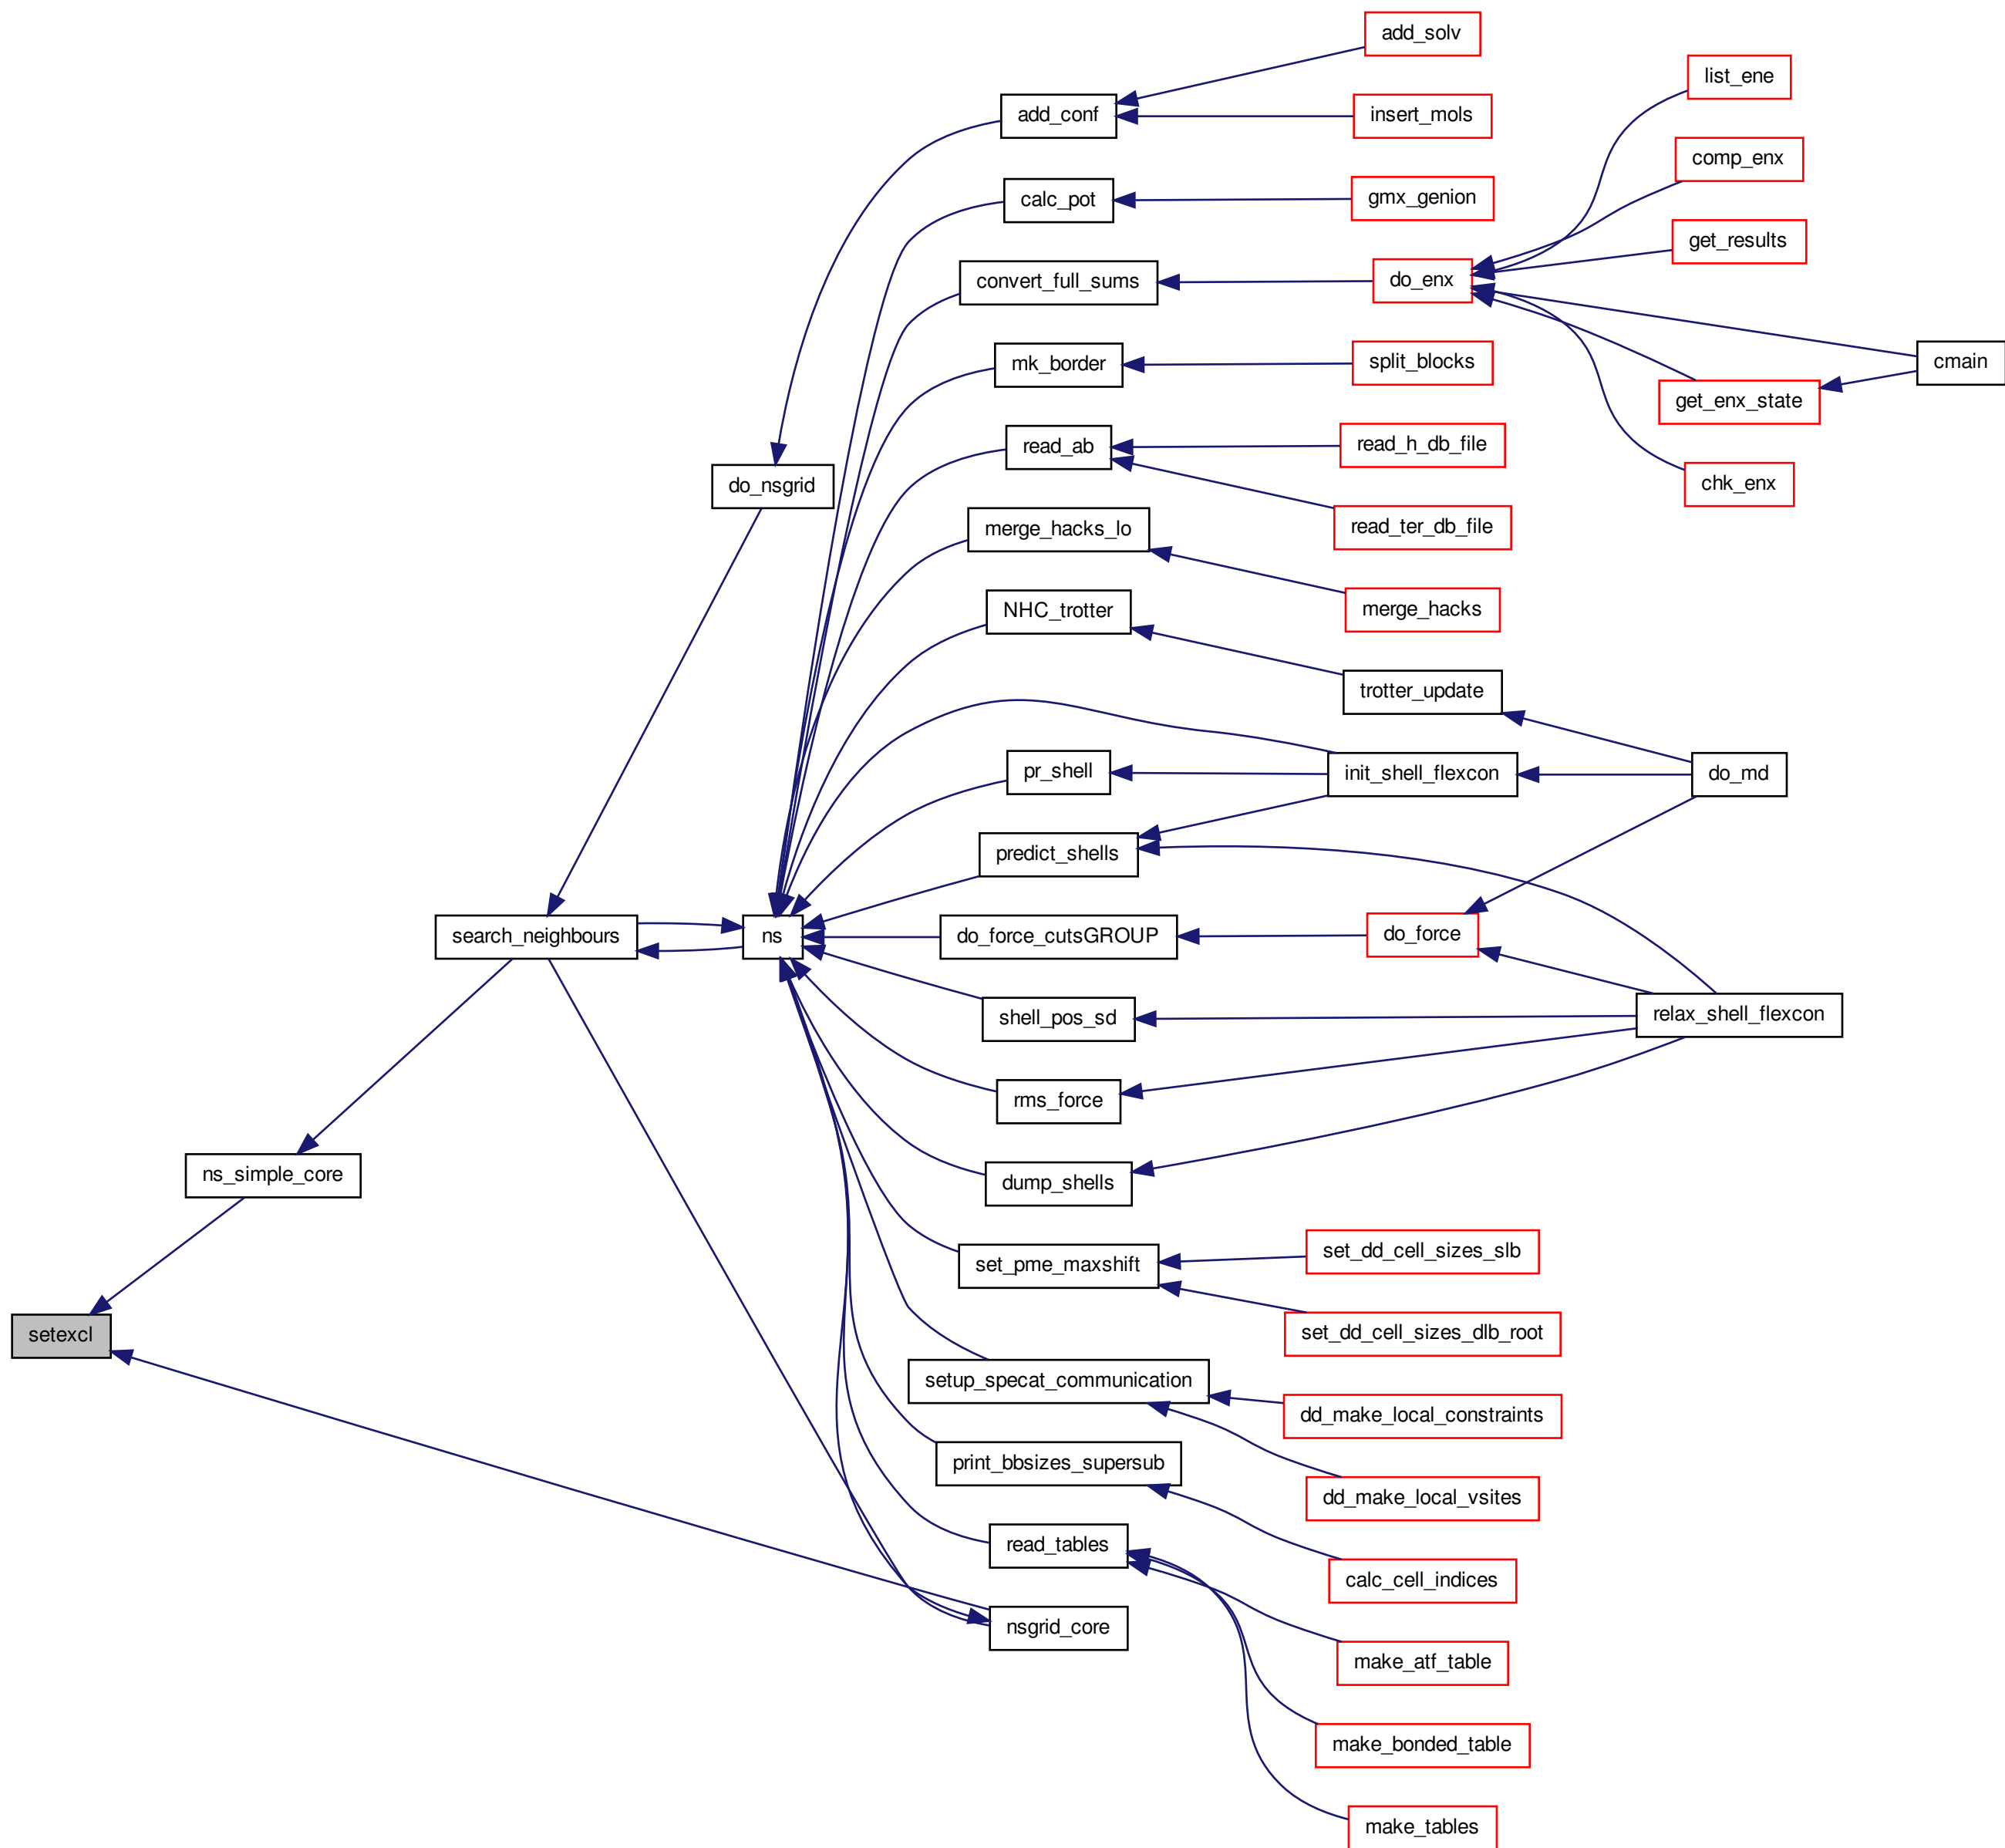 add_solv
list_ene
add_conf
insert_mols
comp_enx
calc_pot
gmx_genion
get_results
convert_full_sums
do_enx
mk_border
split_blocks
cmain
get_enx_state
read_ab
read_h_db_file
do_nsgrid
chk_enx
merge_hacks_lo
read_ter_db_file
NHC_trotter
merge_hacks
trotter_update
pr_shell
init_shell_flexcon
do_md
predict_shells
search_neighbours
ns
do_force_cutsGROUP
do_force
shell_pos_sd
relax_shell_flexcon
rms_force
ns_simple_core
dump_shells
set_pme_maxshift
set_dd_cell_sizes_slb
setexcl
set_dd_cell_sizes_dlb_root
setup_specat_communication
dd_make_local_constraints
print_bbsizes_supersub
dd_make_local_vsites
read_tables
calc_cell_indices
nsgrid_core
make_atf_table
make_bonded_table
make_tables